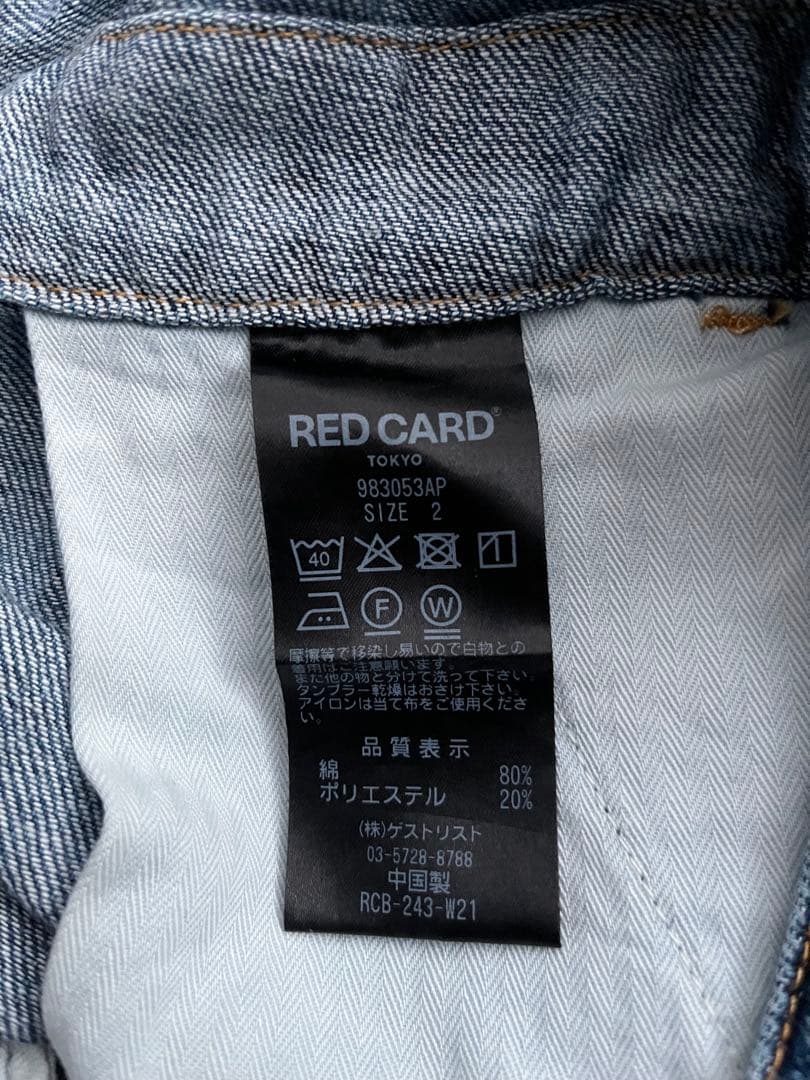 RED CARD®
TOKYO
983053AP
SIZE 2
40
F W
摩擦等で移染し易いので白物との
着用はご注意願います。
また他の物と分けて洗って下さい。
タンブラー乾燥はおさけ下さい。
アイロンは当て布をご使用くださ
い。
品質表示
綿 80%
ポリエステル 20%
(株)ゲストリスト
03-5728-8788
中国製
RCB-243-W21